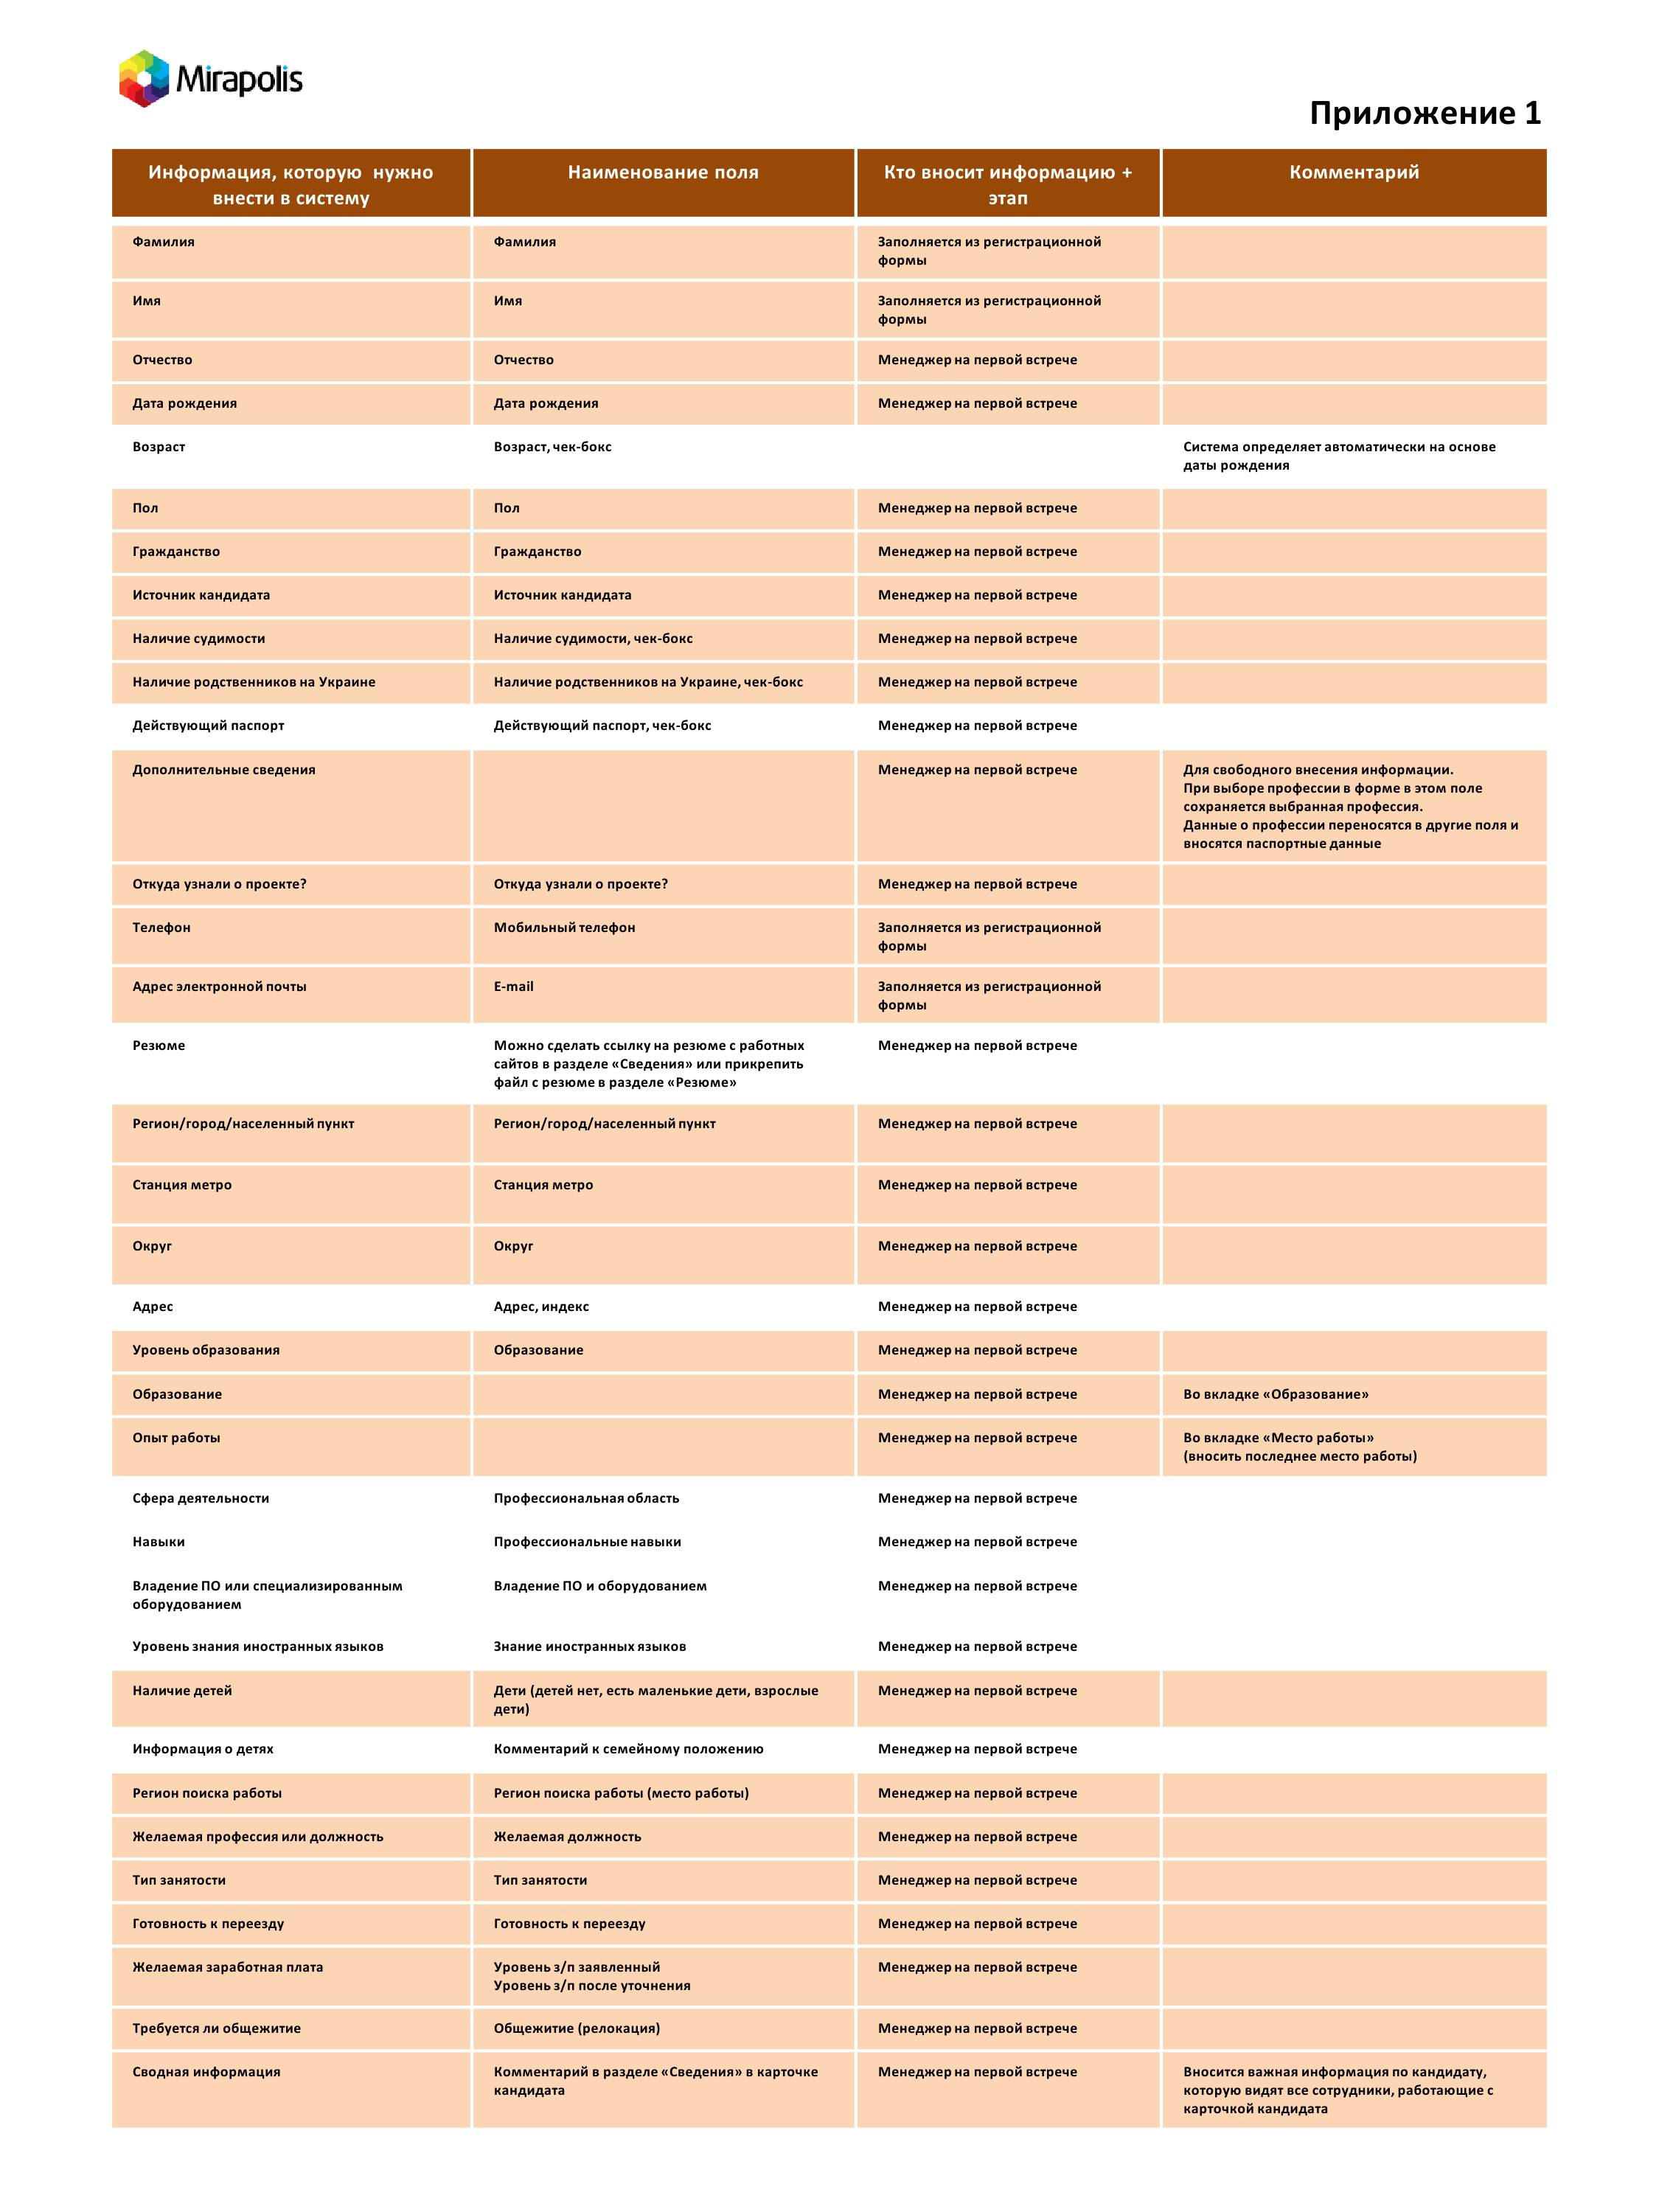 Mirapolis
Приложение 1
Информация, которую нужно Наименование поля Кто вносит информацию + Комментарий
внести в систему этап
Фамилия Фамилия Заполняется из регистрационной
формы
Имя Имя Заполняется из регистрационной
формы
Отчество Отчество Менеджер на первой встрече
Дата рождения Дата рождения Менеджер на первой встрече
Возраст Возраст, чек-бокс Система определяет автоматически на основе
даты рождения
Пол Пол Менеджер на первой встрече
Гражданство Гражданство Менеджер на первой встрече
Источник кандидата Источник кандидата Менеджер на первой встрече
Наличие судимости Наличие судимости, чек-бокс Менеджер на первой встрече
Наличие родственников на Украине Наличие родственников на Украине, чек-бокс Менеджер на первой встрече
Действующий паспорт Действующий паспорт, чек-бокс Менеджер на первой встрече
Дополнительные сведения Менеджер на первой встрече Для свободного внесения информации.
При выборе профессии в форме в этом поле
сохраняется выбранная профессия.
Данные о профессии переносятся в другие поля и
вносятся паспортные данные
Откуда узнали о проекте? Откуда узнали о проекте? Менеджер на первой встрече
Телефон Мобильный телефон Заполняется из регистрационной
формы
Адрес электронной почты E-mail Заполняется из регистрационной
формы
Резюме Можно сделать ссылку на резюме с работных Менеджер на первой встрече
сайтов в разделе «Сведения» или прикрепить
файл с резюме в разделе «Резюме»
Регион/город/населенный пункт Регион/город/населенный пункт Менеджер на первой встрече
Станция метро Станция метро Менеджер на первой встрече
Округ Округ Менеджер на первой встрече
Адрес Адрес, индекс Менеджер на первой встрече
Уровень образования Образование Менеджер на первой встрече
Образование Менеджер на первой встрече Во вкладке «Образование»
Опыт работы Менеджер на первой встрече Во вкладке «Место работы»
(вносить последнее место работы)
Сфера деятельности Профессиональная область Менеджер на первой встрече
Навыки Профессиональные навыки Менеджер на первой встрече
Владение ПО или специализированным Владение ПО и оборудованием Менеджер на первой встрече
оборудованием
Уровень знания иностранных языков Знание иностранных языков Менеджер на первой встрече
Наличие детей Дети (детей нет, есть маленькие дети, взрослые Менеджер на первой встрече
дети)
Информация о детях Комментарий к семейному положению Менеджер на первой встрече
Регион поиска работы Регион поиска работы (место работы) Менеджер на первой встрече
Желаемая профессия или должность Желаемая должность Менеджер на первой встрече
Тип занятости Тип занятости Менеджер на первой встрече
Готовность к переезду Готовность к переезду Менеджер на первой встрече
Желаемая заработная плата Уровень з/п заявленный Менеджер на первой встрече
Уровень з/п после уточнения
Требуется ли общежитие Общежитие (релокация) Менеджер на первой встрече
Сводная информация Комментарий в разделе «Сведения» в карточке Менеджер на первой встрече Вносится важная информация по кандидату,
кандидата которую видят все сотрудники, работающие с
карточкой кандидата